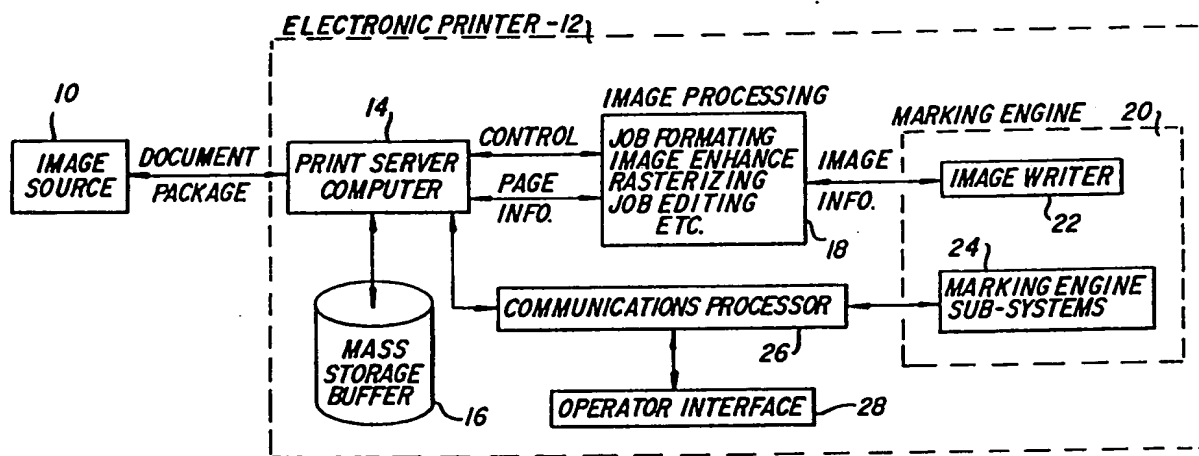 ELECTRONIC PRINTER -12
10
IMAGE
SOURCE
DOCUMENT
PACKAGE
14
PRINT SERVER
COMPUTER
CONTROL
PAGE
INFO.
IMAGE PROCESSING
JOB FORMATING
IMAGE ENHANCE
RASTERIZING
JOB EDITING
ETC.
18
IMAGE
INFO.
MARKING ENGINE
20
IMAGE WRITER
22
24
MARKING ENGINE
SUB-SYSTEMS
COMMUNICATIONS PROCESSOR
26
MASS
STORAGE
BUFFER
16
OPERATOR INTERFACE
28